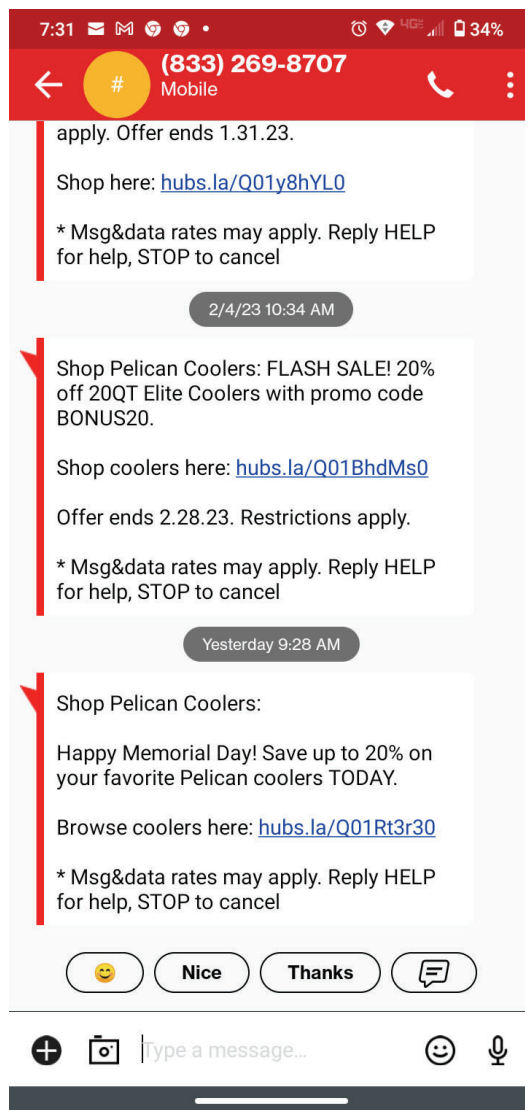 7:31
4GE 34%
(833) 269-8707
#
Mobile
apply. Offer ends 1.31.23.
Shop here: hubs.la/Q01y8hYL0
* Msg&data rates may apply. Reply HELP
for help, STOP to cancel
2/4/23 10:34 AM
Shop Pelican Coolers: FLASH SALE! 20%
off 20QT Elite Coolers with promo code
BONUS20.
Shop coolers here: hubs.la/Q01BhdMs0
Offer ends 2.28.23. Restrictions apply.
* Msg&data rates may apply. Reply HELP
for help, STOP to cancel
Yesterday 9:28 AM
Shop Pelican Coolers:
Happy Memorial Day! Save up to 20% on
your favorite Pelican coolers TODAY.
Browse coolers here: hubs.la/Q01Rt3r30
* Msg&data rates may apply. Reply HELP
for help, STOP to cancel
😊 Nice Thanks
Type a message...